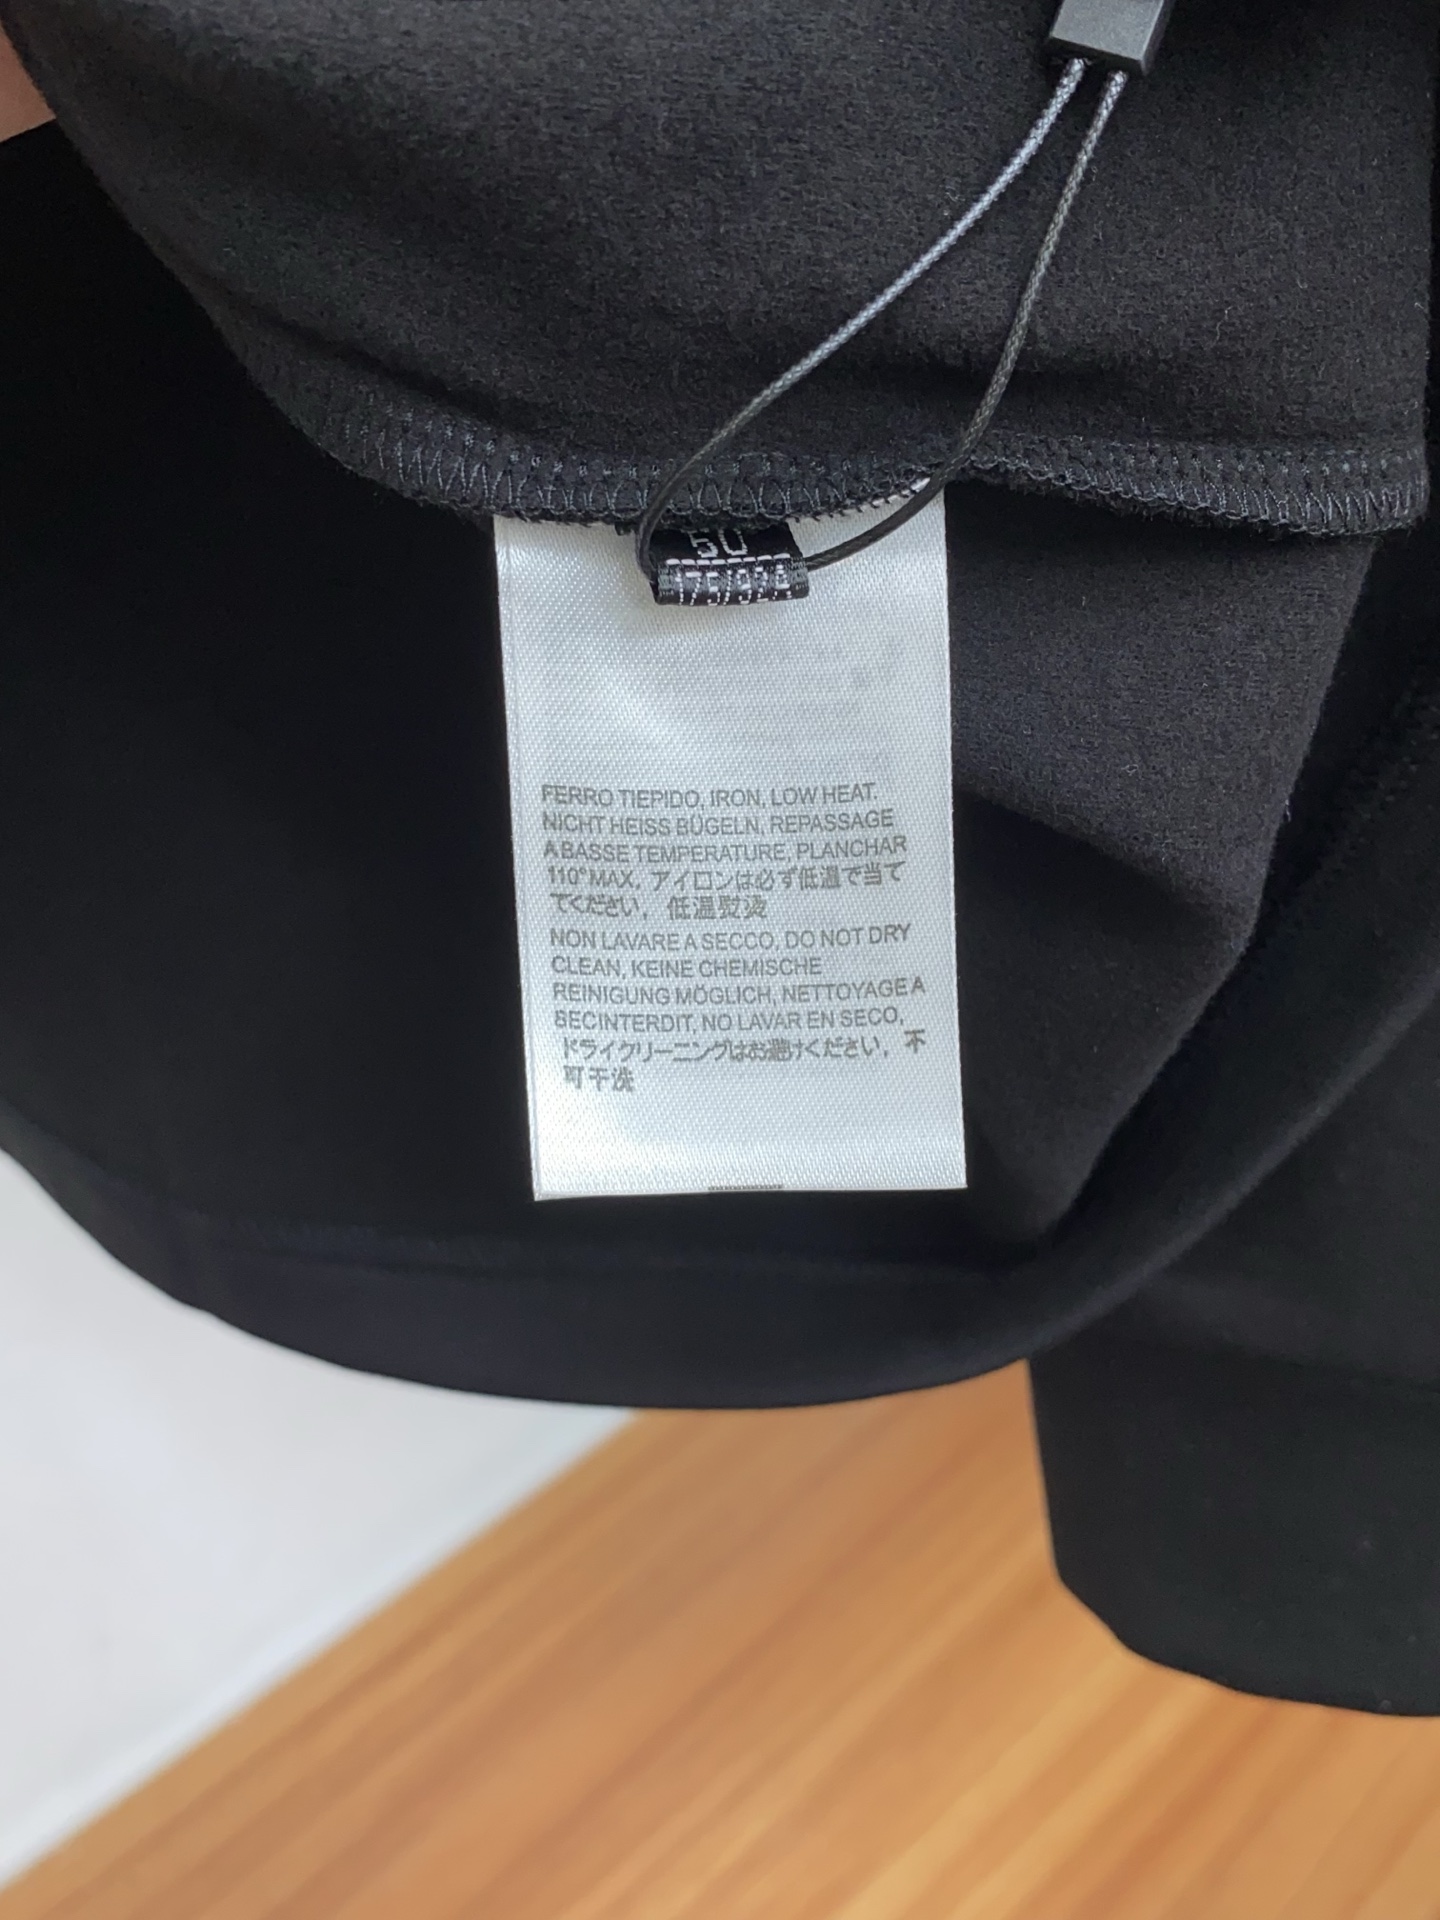 50
175/92A
FERRO TIEPIDO, IRON, LOW HEAT.
NICHT HEISS BÜGELN, REPASSAGE
A BASSE TEMPERATURE, PLANCHAR
110°MAX, アイロンは必ず低温で当て
てください, 低温熨烫
NON LAVARE A SECCO, DO NOT DRY
CLEAN, KEINE CHEMISCHE
REINIGUNG MÖGLICH, NETTOYAGE A
SECINTERDIT, NO LAVAR EN SECO,
ドライクリーニングはお避けください, 不
可干洗